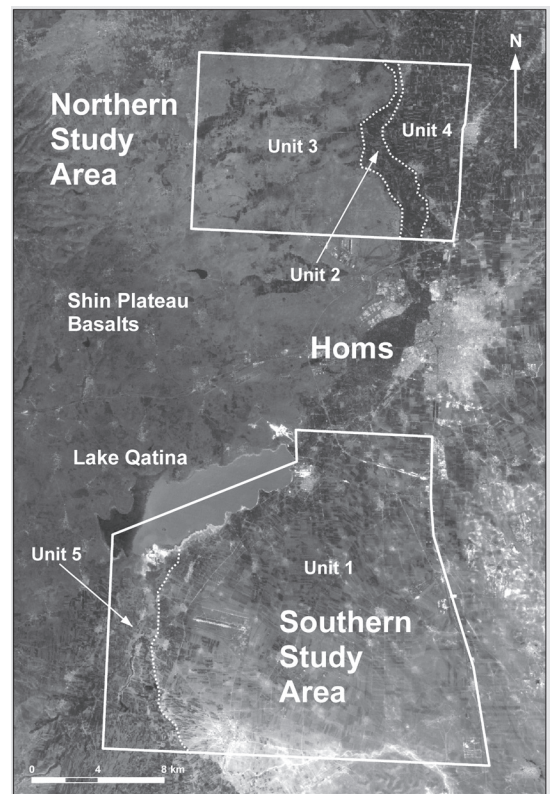 N
Northern
Study
Area
Unit 3
Unit 4
Unit 2
Shin Plateau
Basalts
Homs
Lake Qatina
Unit 5
Unit 1
Southern
Study
Area
0 4 8 km